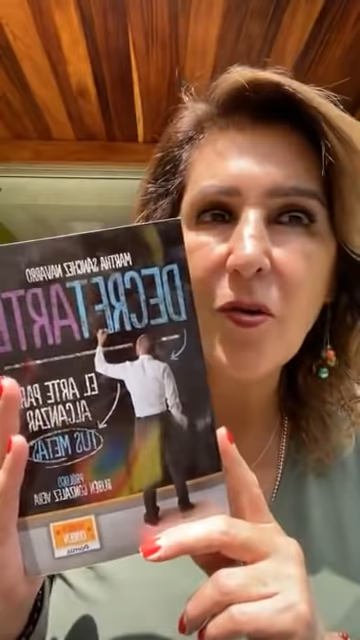 MARTHA SÁNCHEZ NAVARRO
DECRETARTE
EL ARTE PARA
ALCANZAR
TUS METAS
PRÓLOGO
RUBÉN GONZÁLEZ VERA